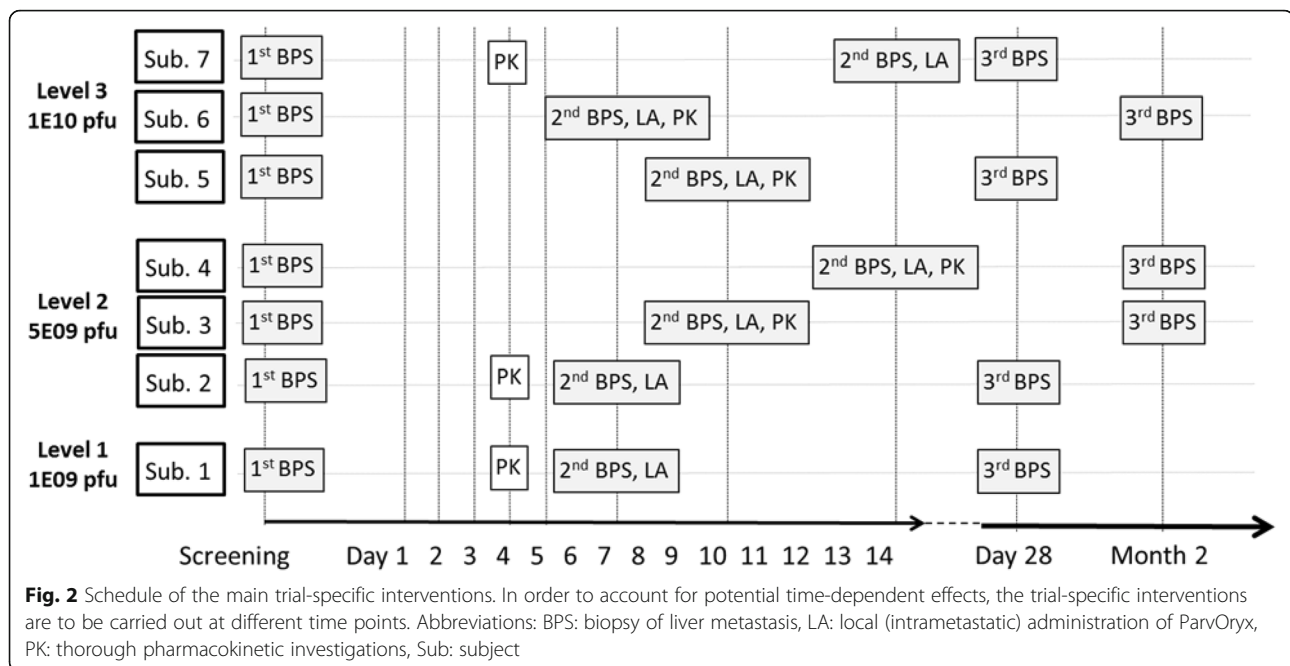 Sub. 7 1st BPS PK 2nd BPS, LA 3rd BPS
Level 3
1E10 pfu
Sub. 6 1st BPS 2nd BPS, LA, PK 3rd BPS
Sub. 5 1st BPS 2nd BPS, LA, PK 3rd BPS
Sub. 4 1st BPS 2nd BPS, LA, PK 3rd BPS
Level 2
5E09 pfu
Sub. 3 1st BPS 2nd BPS, LA, PK 3rd BPS
Sub. 2 1st BPS PK 2nd BPS, LA 3rd BPS
Level 1
1E09 pfu
Sub. 1 1st BPS PK 2nd BPS, LA 3rd BPS
Screening Day 1 2 3 4 5 6 7 8 9 10 11 12 13 14 Day 28 Month 2
Fig. 2 Schedule of the main trial-specific interventions. In order to account for potential time-dependent effects, the trial-specific interventions
are to be carried out at different time points. Abbreviations: BPS: biopsy of liver metastasis, LA: local (intrametastatic) administration of ParvOryx,
PK: thorough pharmacokinetic investigations, Sub: subject